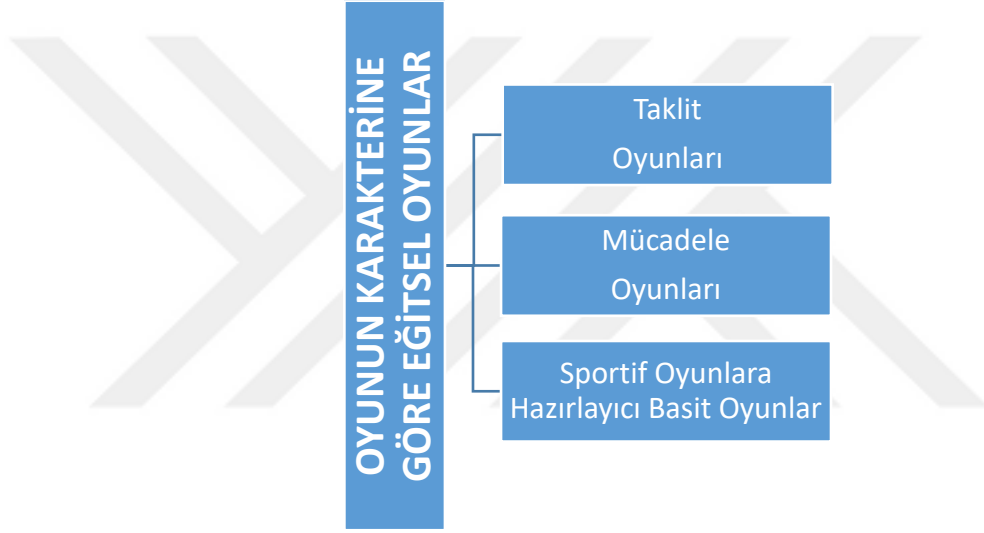 OYUNUN KARAKTERİNE
GÖRE EĞİTSEL OYUNLAR
Taklit
Oyunları
Mücadele
Oyunları
Sportif Oyunlara
Hazırlayıcı Basit Oyunlar